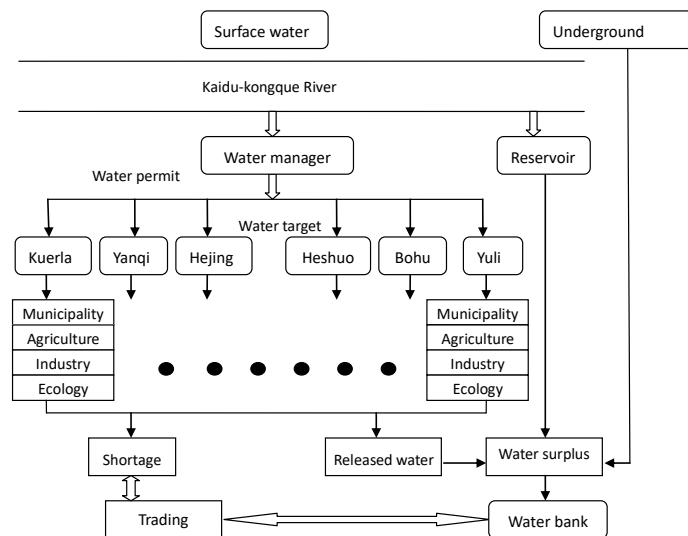 Surface water
Underground
Kaidu-kongque River
Water manager
Reservoir
Water permit
Water target
Kuerla
Yanqi
Hejing
Heshuo
Bohu
Yuli
Municipality
Agriculture
Industry
Ecology
Municipality
Agriculture
Industry
Ecology
Shortage
Released water
Water surplus
Trading
Water bank